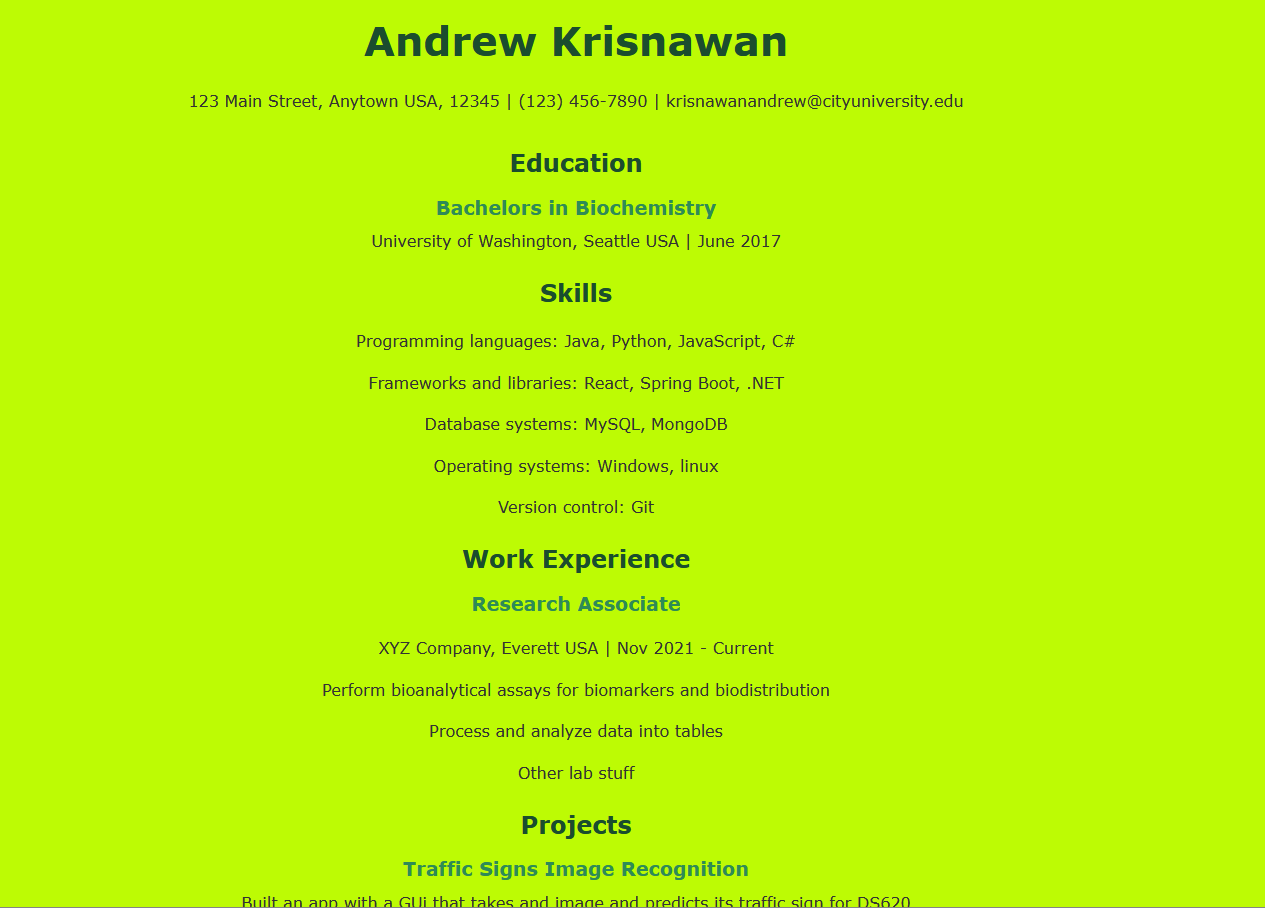 Andrew Krisnawan
123 Main Street, Anytown USA, 12345 | (123) 456-7890 | krisnawanandrew@cityuniversity.edu
Education
Bachelors in Biochemistry
University of Washington, Seattle USA | June 2017
Skills
Programming languages: Java, Python, JavaScript, C#
Frameworks and libraries: React, Spring Boot, .NET
Database systems: MySQL, MongoDB
Operating systems: Windows, linux
Version control: Git
Work Experience
Research Associate
XYZ Company, Everett USA | Nov 2021 - Current
Perform bioanalytical assays for biomarkers and biodistribution
Process and analyze data into tables
Other lab stuff
Projects
Traffic Signs Image Recognition
Built an app with a GUi that takes and image and predicts its traffic sign for DS620